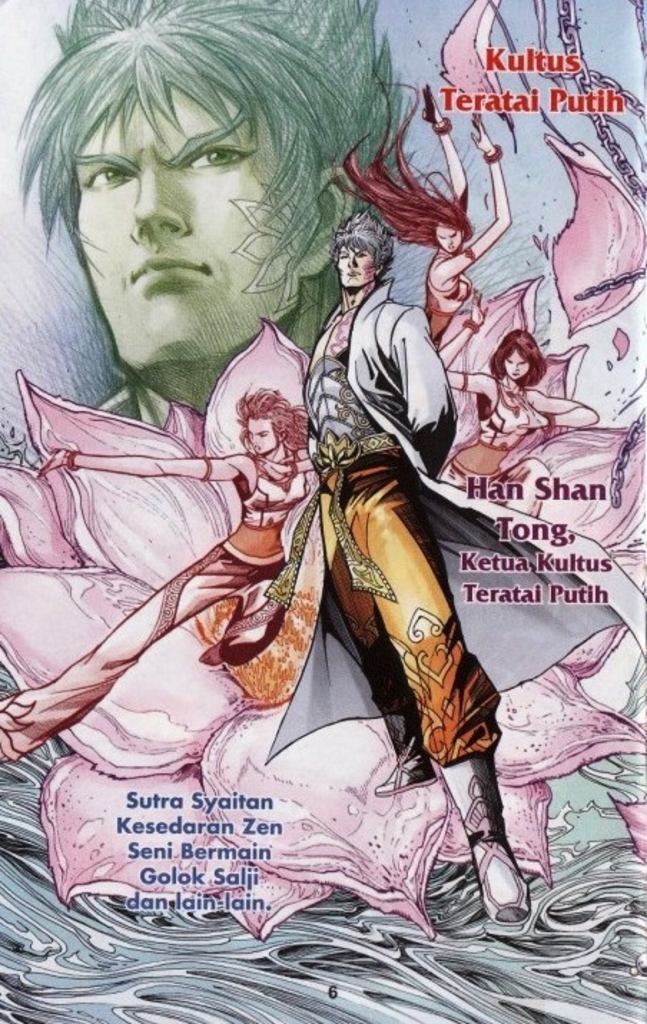 Kultus
Teratai Putih
Han Shan
Tong,
Ketua Kultus
Teratai Putih
Sutra Syaitan
Kesedaran Zen
Seni Bermain
Golok Salji
dan lain-lain.
6